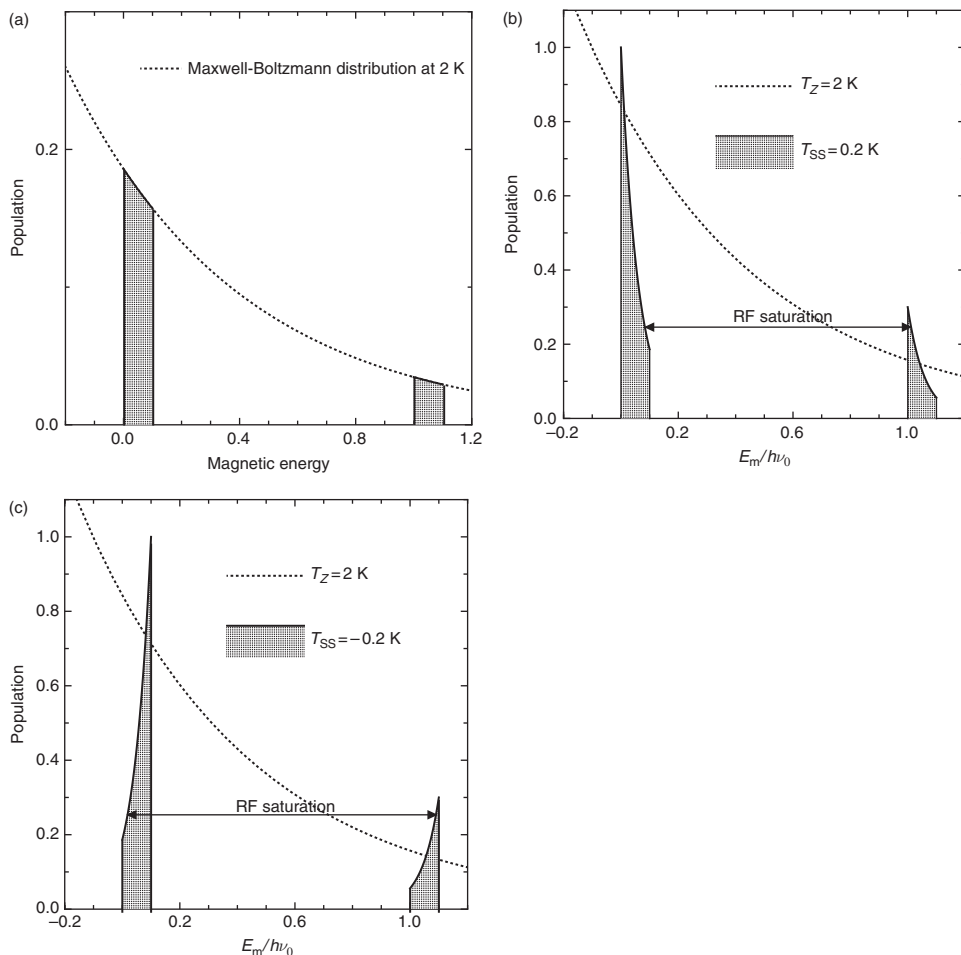 (a)
Maxwell-Boltzmann distribution at 2 K
Population
0.2
0.0
0.0 0.4 0.8 1.2
Magnetic energy
(b)
T_Z = 2 K
T_SS = 0.2 K
RF saturation
Population
1.0
0.8
0.6
0.4
0.2
0.0
−0.2 0.2 0.6 1.0
E_m/hν_0
(c)
T_Z = 2 K
T_SS = −0.2 K
RF saturation
Population
1.0
0.8
0.6
0.4
0.2
0.0
−0.2 0.2 0.6 1.0
E_m/hν_0